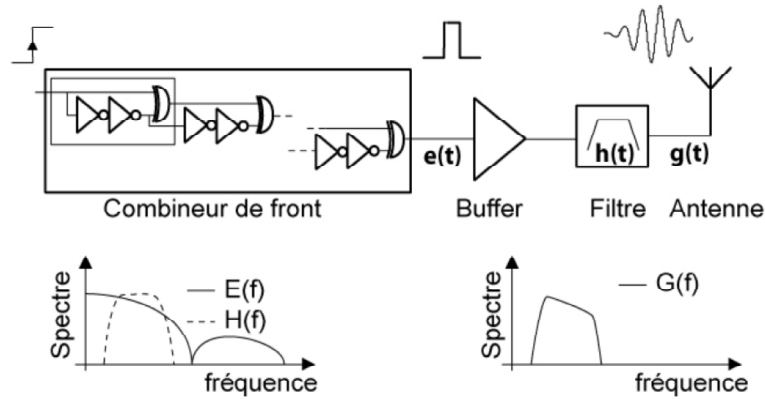 e(t)
h(t)
g(t)
Combineur de front
Buffer
Filtre
Antenne
Spectre
E(f)
H(f)
fréquence
Spectre
G(f)
fréquence